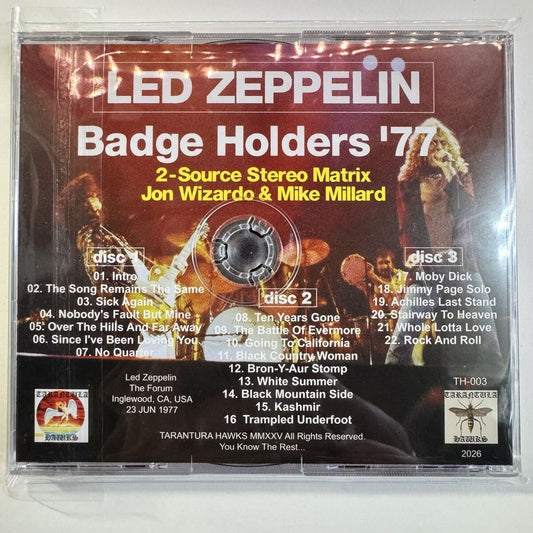 LED ZEPPELIN
Badge Holders '77
2-Source Stereo Matrix
Jon Wizardo & Mike Millard
disc 1
01. Intro
02. The Song Remains The Same
03. Sick Again
04. Nobody's Fault But Mine
05. Over The Hills And Far Away
06. Since I've Been Loving You
07. No Quarter
disc 2
08. Ten Years Gone
09. The Battle Of Evermore
10. Going To California
11. Black Country Woman
12. Bron-Y-Aur Stomp
13. White Summer
14. Black Mountain Side
15. Kashmir
16 Trampled Underfoot
disc 3
17. Moby Dick
18. Jimmy Page Solo
19. Achilles Last Stand
20. Stairway To Heaven
21. Whole Lotta Love
22. Rock And Roll
Led Zeppelin
The Forum
Inglewood, CA, USA
23 JUN 1977
TARANTULA
HAWKS
TH-003
TARANTULA
HAWKS
2026
TARANTURA HAWKS MMXXV All Rights Reserved.
You Know The Rest...